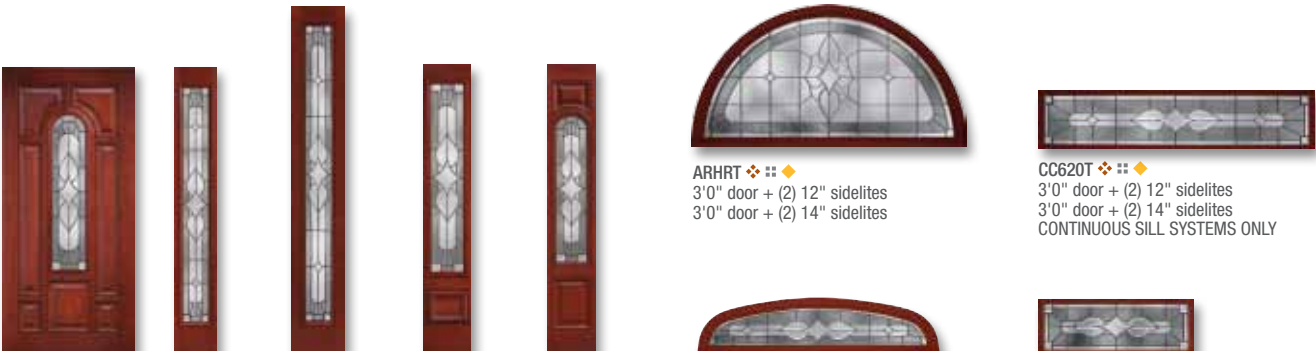 ARHRT
3'0" door + (2) 12" sidelites
3'0" door + (2) 14" sidelites
CC620T
3'0" door + (2) 12" sidelites
3'0" door + (2) 14" sidelites
CONTINUOUS SILL SYSTEMS ONLY